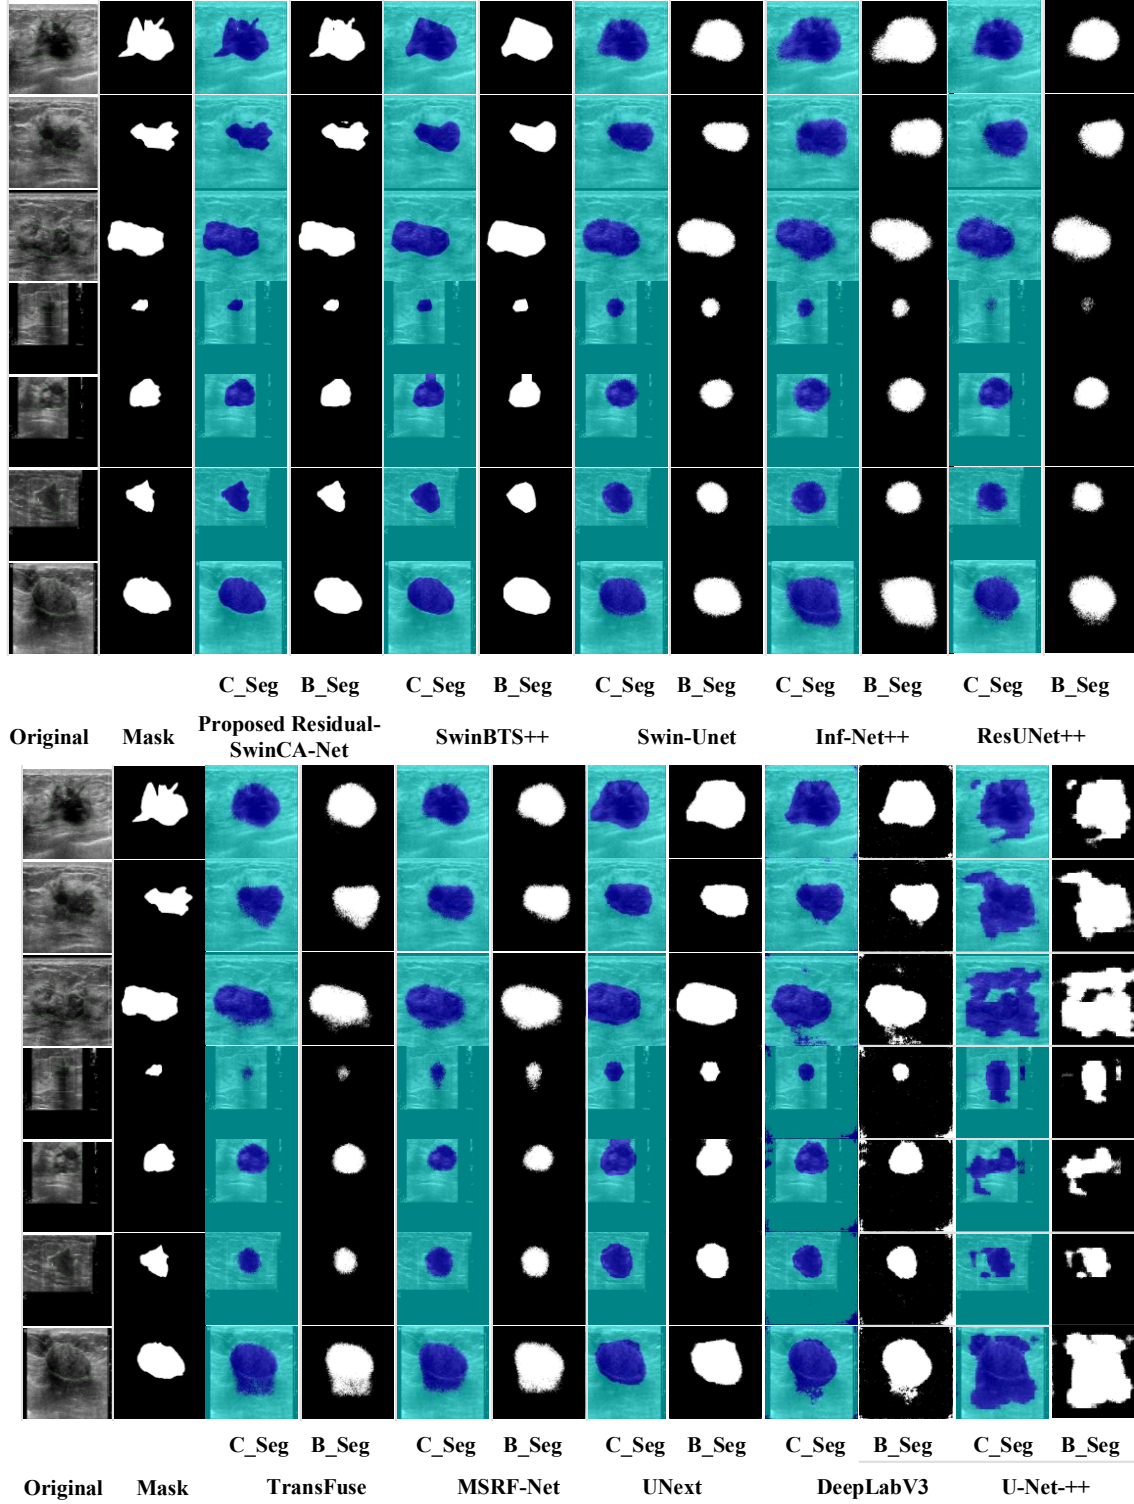 C_Seg B_Seg C_Seg B_Seg C_Seg B_Seg C_Seg B_Seg C_Seg B_Seg
Original Mask Proposed Residual-SwinCA-Net SwinBTS++ Swin-Unet Inf-Net++ ResUNet++
C_Seg B_Seg C_Seg B_Seg C_Seg B_Seg C_Seg B_Seg C_Seg B_Seg
Original Mask TransFuse MSRF-Net UNext DeepLabV3 U-Net-++